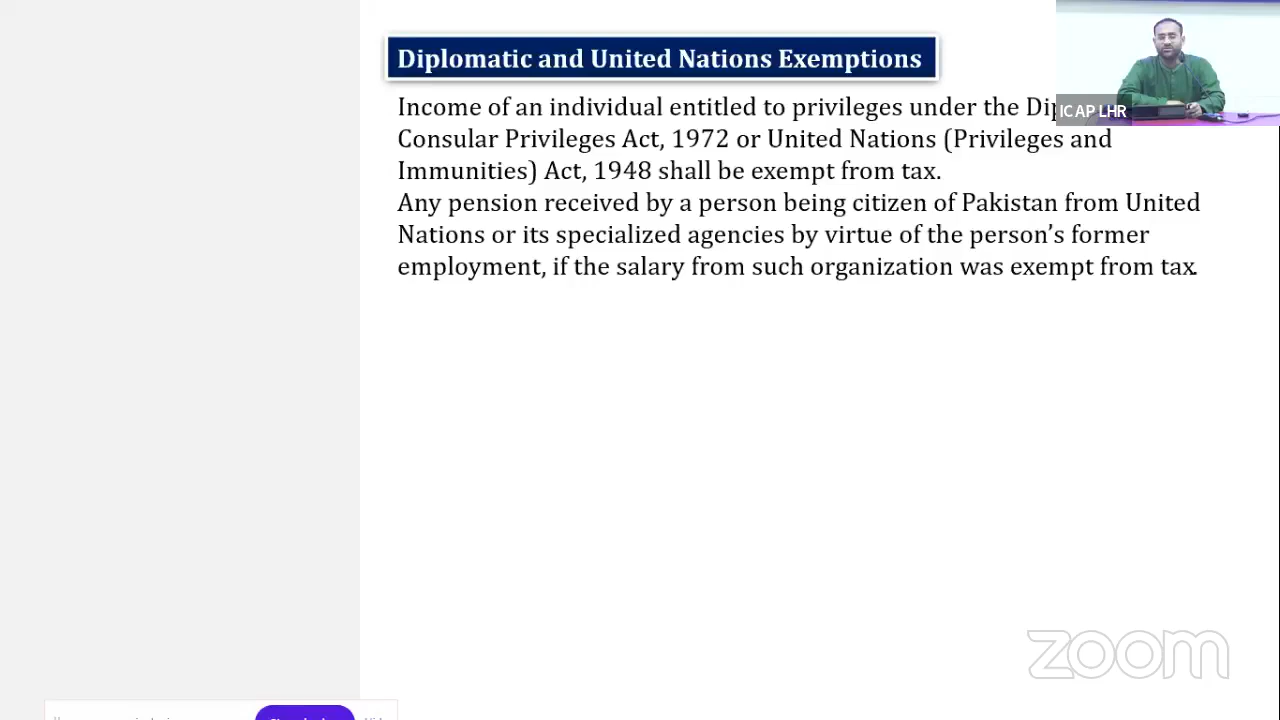 Diplomatic and United Nations Exemptions
Income of an individual entitled to privileges under the
Consular Privileges Act, 1972 or United Nations (Privileges and
Immunities) Act, 1948 shall be exempt from tax.
Any pension received by a person being citizen of Pakistan from United
Nations or its specialized agencies by virtue of the person's former
employment, if the salary from such organization was exempt from tax.
ICAP LHR
zoom